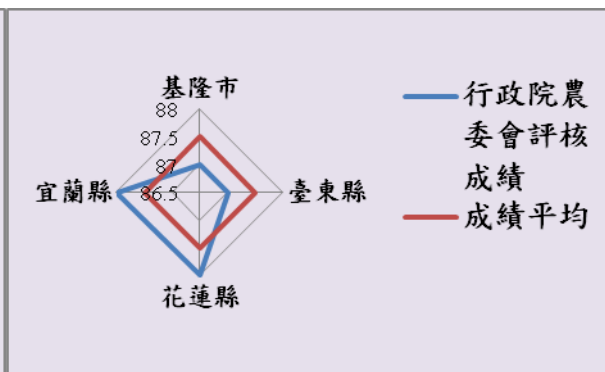 基隆市
88
87.5
87
86.5
宜蘭縣
臺東縣
花蓮縣
行政院農
委會評核
成績
成績平均